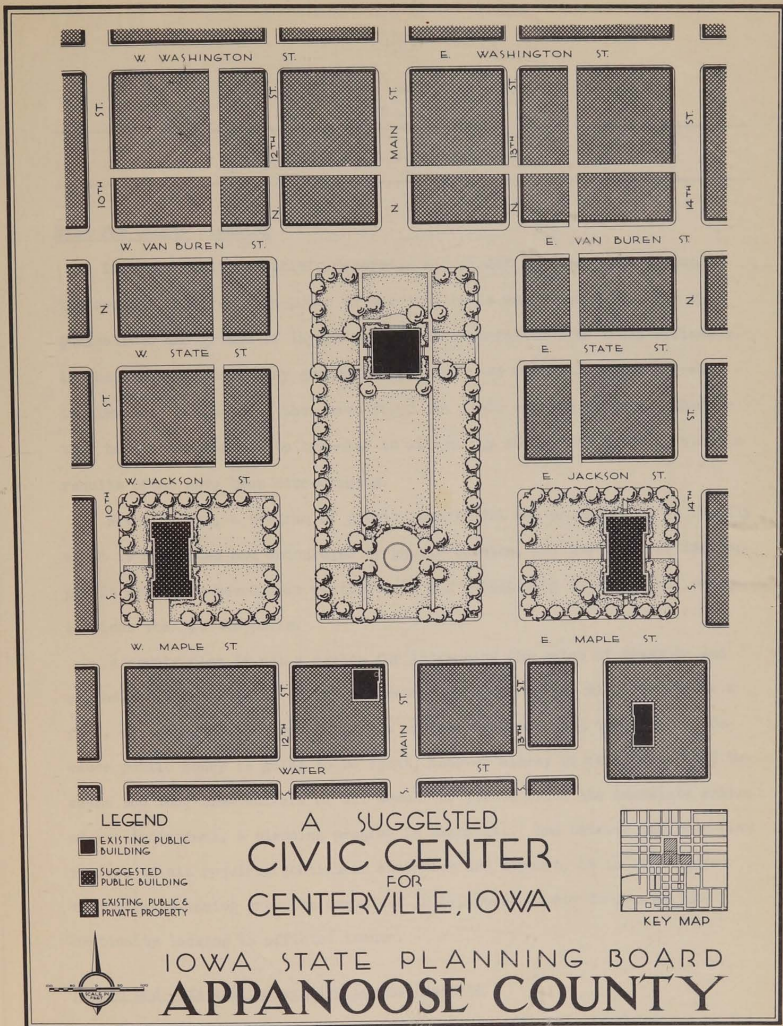 W. WASHINGTON ST.
E. WASHINGTON ST.
10TH ST.
12TH ST.
MAIN ST.
13TH ST.
14TH ST.
N
N
N
W. VAN BUREN ST.
E. VAN BUREN ST.
N
N
W. STATE ST.
E. STATE ST.
ST.
ST.
W. JACKSON ST.
E. JACKSON ST.
10TH
14TH
S.
S.
W. MAPLE ST.
E. MAPLE ST.
12TH ST.
MAIN ST.
13TH ST.
WATER ST.
S.
S.
S.
LEGEND
EXISTING PUBLIC
BUILDING
SUGGESTED
PUBLIC BUILDING
EXISTING PUBLIC &
PRIVATE PROPERTY
A SUGGESTED
CIVIC CENTER
FOR
CENTERVILLE, IOWA
KEY MAP
SCALE IN
FEET
IOWA STATE PLANNING BOARD
APPANOOSE COUNTY